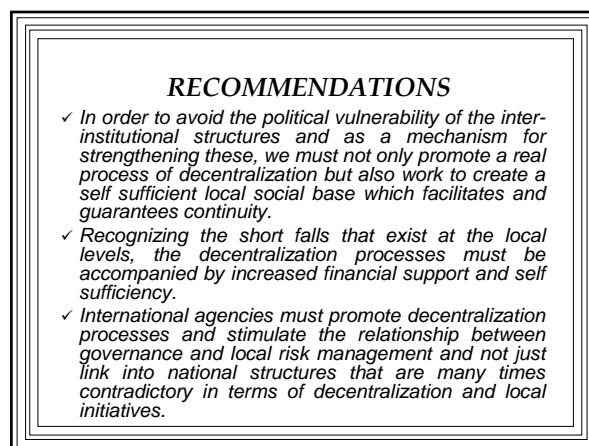 RECOMMENDATIONS
✓ In order to avoid the political vulnerability of the inter-
institutional structures and as a mechanism for
strengthening these, we must not only promote a real
process of decentralization but also work to create a
self sufficient local social base which facilitates and
guarantees continuity.
✓ Recognizing the short falls that exist at the local
levels, the decentralization processes must be
accompanied by increased financial support and self
sufficiency.
✓ International agencies must promote decentralization
processes and stimulate the relationship between
governance and local risk management and not just
link into national structures that are many times
contradictory in terms of decentralization and local
initiatives.